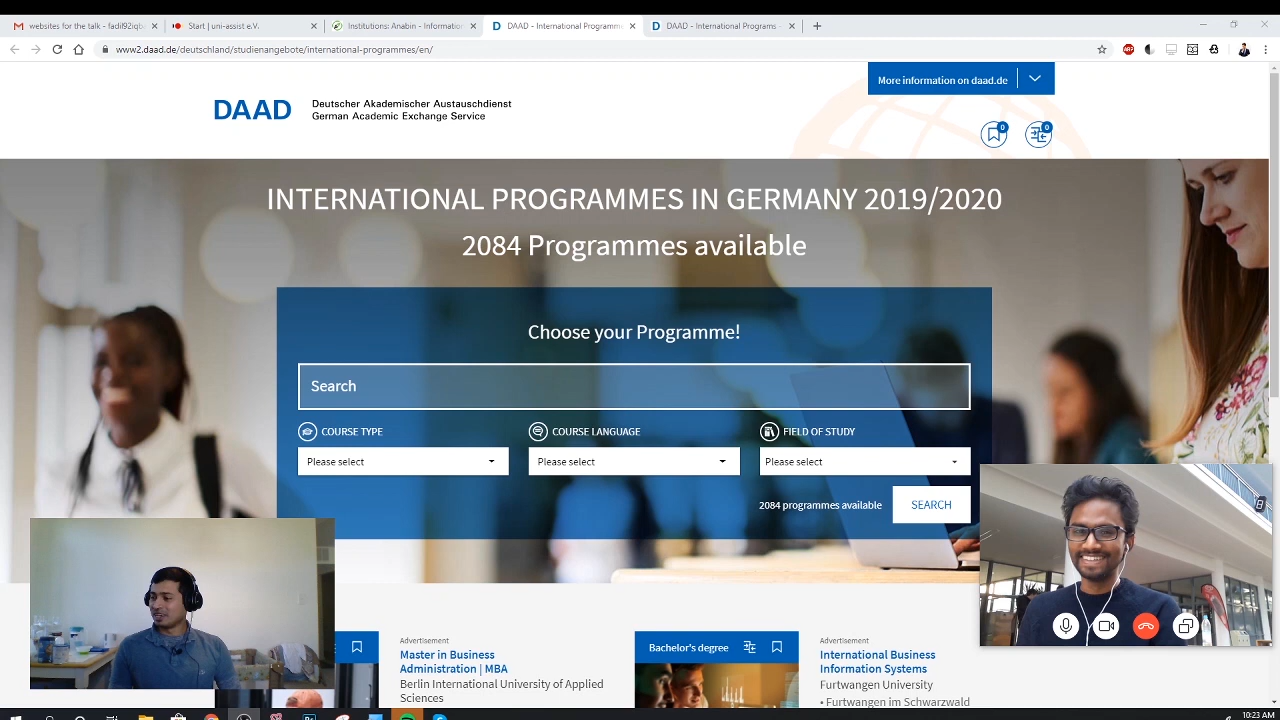 websites for the talk - fadil92iqb
Start | uni-assist e.V.
Institutions: Anabin - Information
DAAD - International Programme
DAAD - International Programs -
www2.daad.de/deutschland/studienangebote/international-programmes/en/
ABP
More information on daad.de
DAAD
Deutscher Akademischer Austauschdienst
German Academic Exchange Service
0
0
INTERNATIONAL PROGRAMMES IN GERMANY 2019/2020
2084 Programmes available
Choose your Programme!
Search
COURSE TYPE
COURSE LANGUAGE
FIELD OF STUDY
Please select
Please select
Please select
2084 programmes available
SEARCH
Advertisement
Master in Business
Administration | MBA
Berlin International University of Applied
Sciences
Bachelor's degree
Advertisement
International Business
Information Systems
Furtwangen University
• Furtwangen im Schwarzwald
10:23 AM